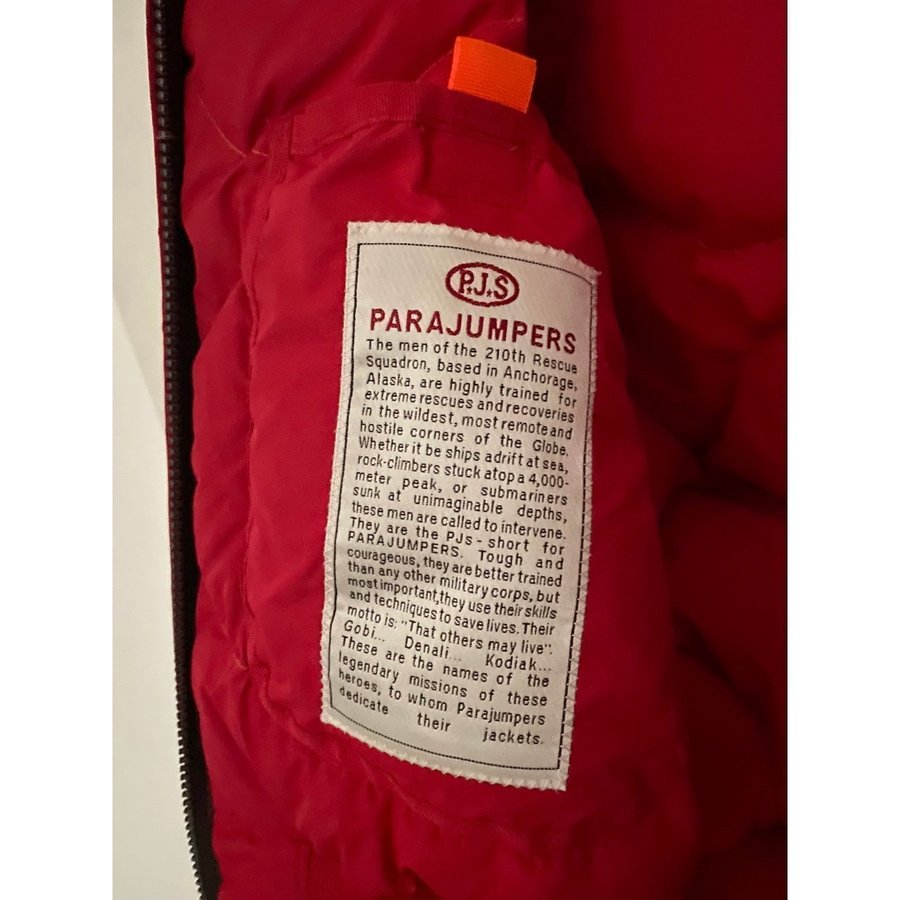 P.J.S
PARAJUMPERS
The men of the 210th Rescue
Squadron, based in Anchorage,
Alaska, are highly trained for
extreme rescues and recoveries
in the wildest, most remote and
hostile corners of the Globe.
Whether it be ships adrift at sea,
rock-climbers stuck atop a 4,000-
meter peak, or submariners
sunk at unimaginable depths,
these men are called to intervene.
They are the PJs - short for
PARAJUMPERS. Tough and
courageous, they are better trained
than any other military corps, but
most important,they use their skills
and techniques to save lives. Their
motto is: "That others may live".
Gobi... Denali... Kodiak...
These are the names of the
legendary missions of these
heroes, to whom Parajumpers
dedicate their jackets.